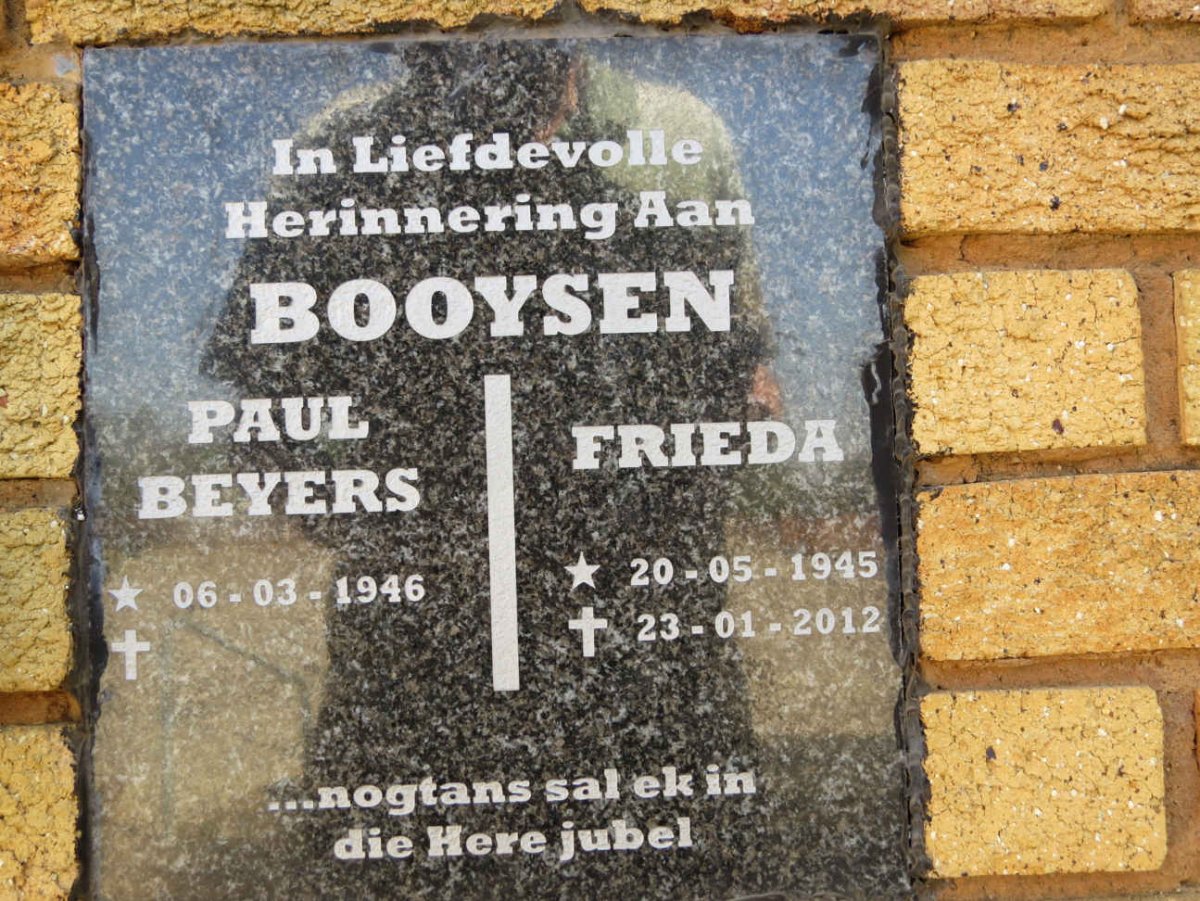 In Liefdevolle
Herinnering Aan
BOOYSEN
PAUL
BEYERS
★ 06 - 03 - 1946
✝
FRIEDA
★ 20 - 05 - 1945
✝ 23 - 01 - 2012
...nogtans sal ek in
die Here jubel